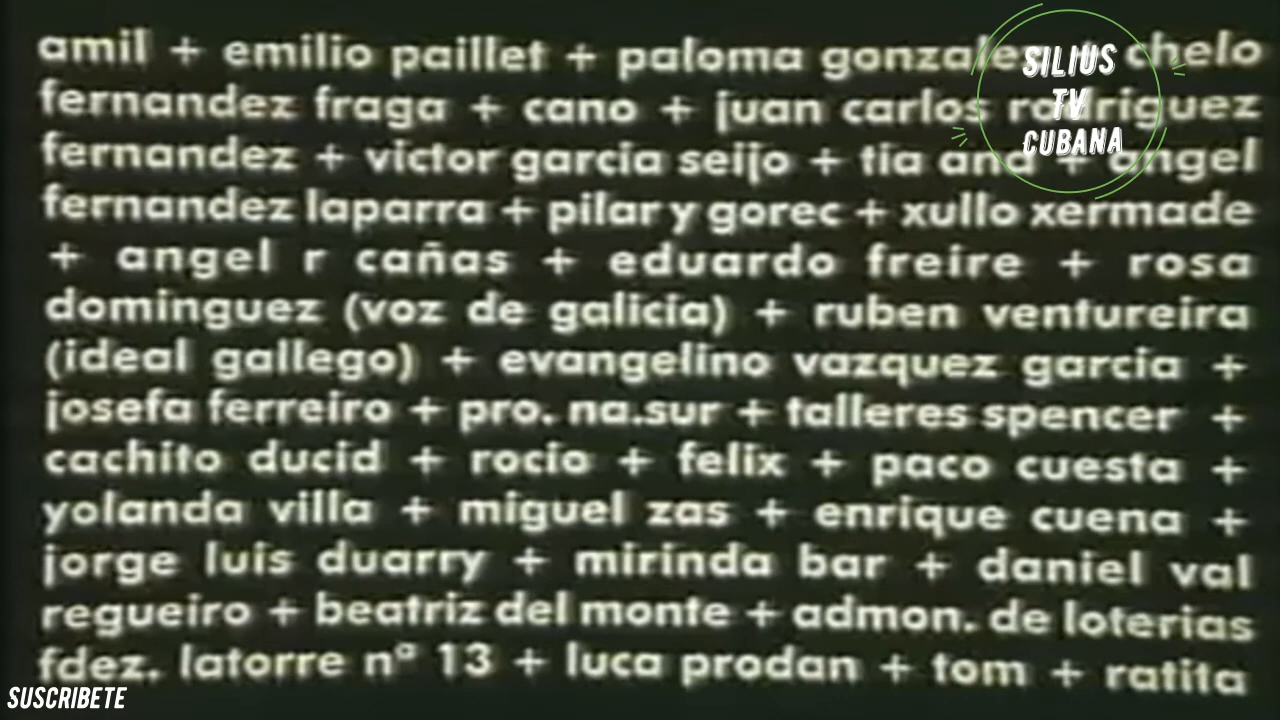 amil + emilio paillet + paloma gonzales + chelo
fernandez fraga + cano + juan carlos rodriguez
fernandez + victor garcia seijo + tia ana + angel
fernandez laparra + pilar y gorec + xullo xermade
+ angel r cañas + eduardo freire + rosa
dominguez (voz de galicia) + ruben ventureira
(ideal gallego) + evangelino vazquez garcia +
josefa ferreiro + pro. na.sur + talleres spencer +
cachito ducid + rocio + felix + paco cuesta +
yolanda villa + miguel zas + enrique cuena +
jorge luis duarry + mirinda bar + daniel val
regueiro + beatriz del monte + admon. de loterias
fdez. latorre nº 13 + luca prodan + tom + ratita
SILIUS
TV
CUBANA
SUSCRIBETE